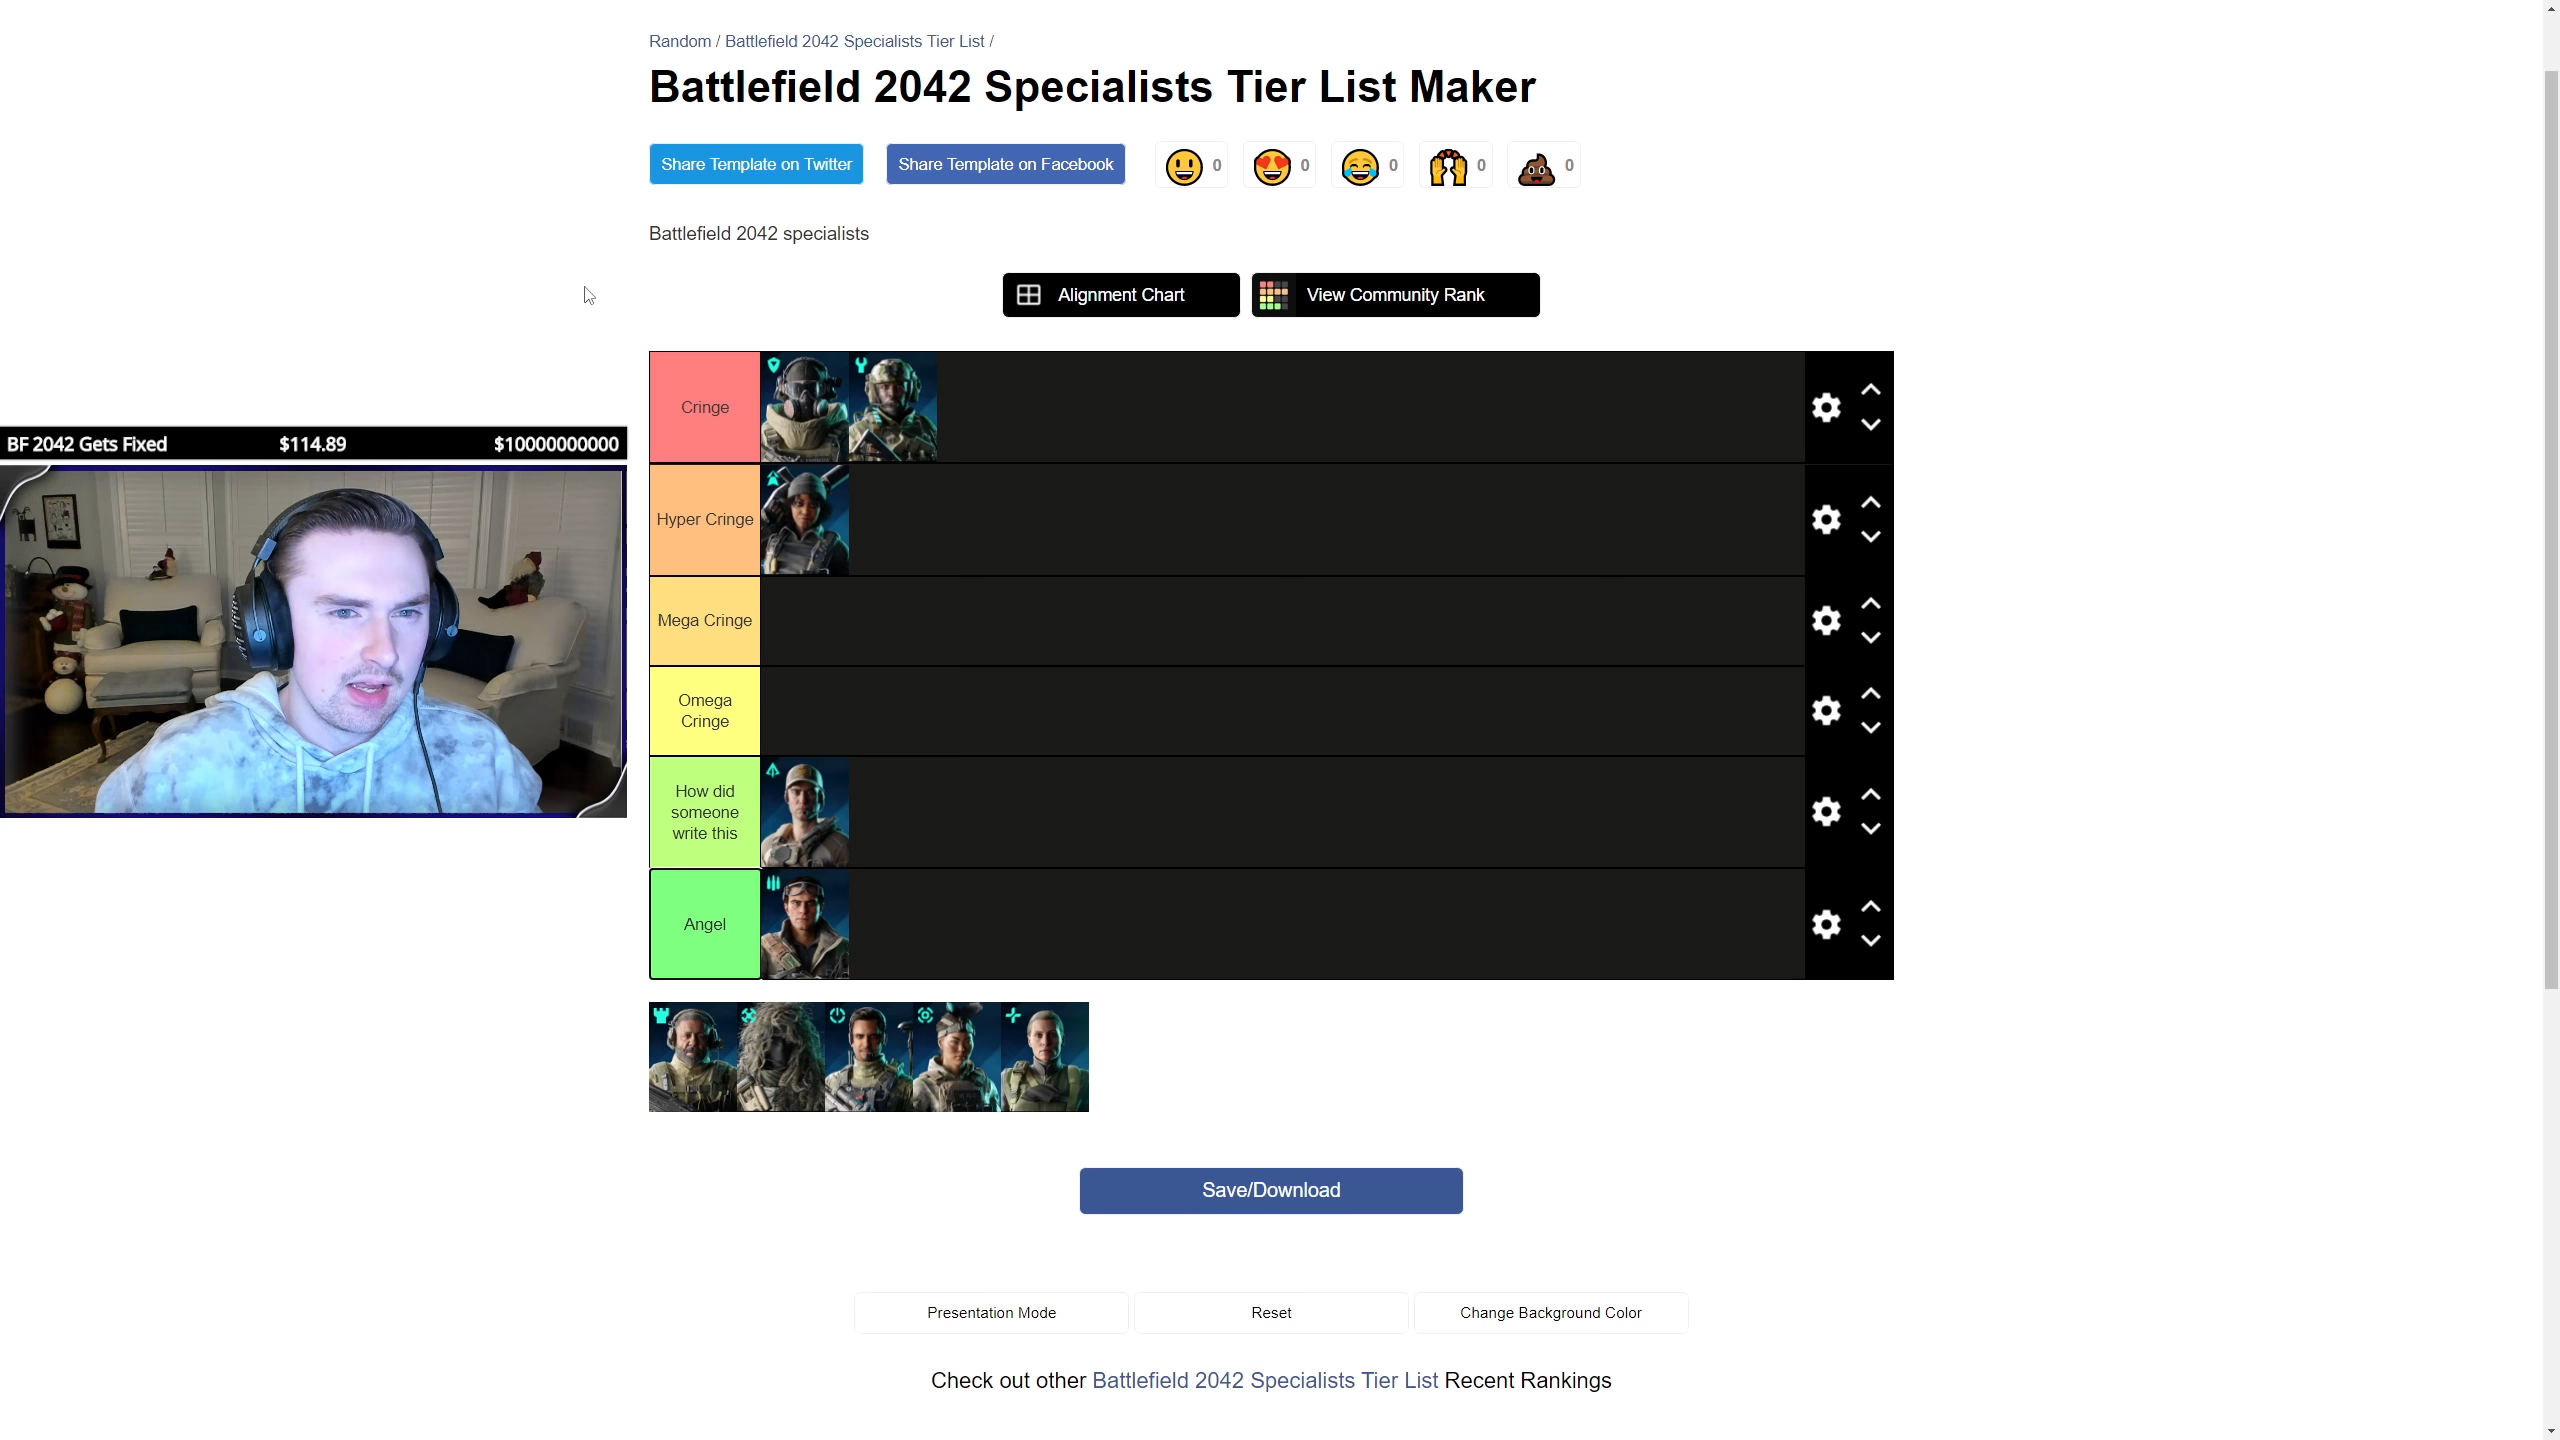 Random / Battlefield 2042 Specialists Tier List /
Battlefield 2042 Specialists Tier List Maker
Share Template on Twitter
Share Template on Facebook
0
0
0
0
0
Battlefield 2042 specialists
Alignment Chart
View Community Rank
BF 2042 Gets Fixed $114.89 $10000000000
Cringe
Hyper Cringe
Mega Cringe
Omega
Cringe
How did
someone
write this
Angel
Save/Download
Presentation Mode
Reset
Change Background Color
Check out other Battlefield 2042 Specialists Tier List Recent Rankings